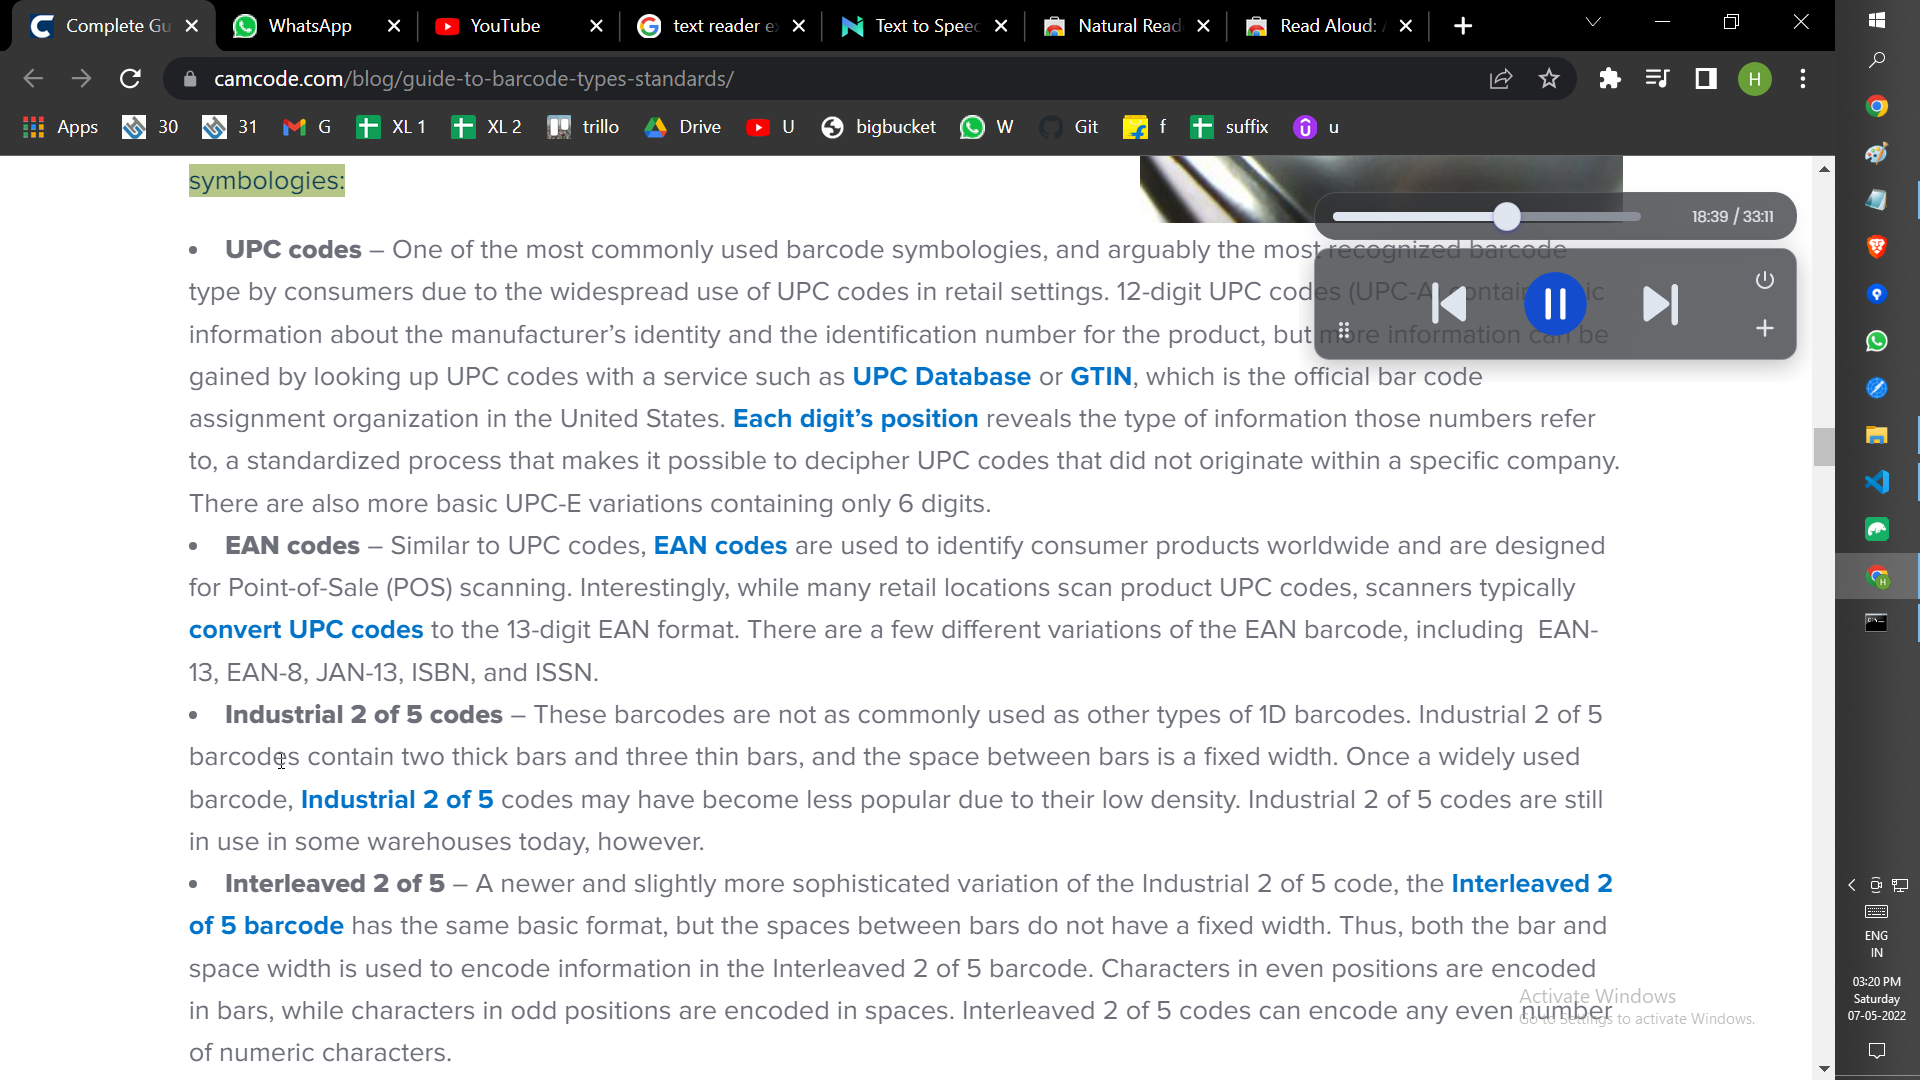 Complete Gu
WhatsApp
YouTube
text reader e
Text to Speec
Natural Read
Read Aloud: A
camcode.com/blog/guide-to-barcode-types-standards/
H
Apps
30
31
G
XL 1
XL 2
trillo
Drive
U
bigbucket
W
Git
f
suffix
u
symbologies:
18:39 / 33:11
• UPC codes – One of the most commonly used barcode symbologies, and arguably the most recognized barcode
type by consumers due to the widespread use of UPC codes in retail settings. 12-digit UPC codes (UPC-A) contain basic
information about the manufacturer’s identity and the identification number for the product, but more information can be
gained by looking up UPC codes with a service such as UPC Database or GTIN, which is the official bar code
assignment organization in the United States. Each digit’s position reveals the type of information those numbers refer
to, a standardized process that makes it possible to decipher UPC codes that did not originate within a specific company.
There are also more basic UPC-E variations containing only 6 digits.
• EAN codes – Similar to UPC codes, EAN codes are used to identify consumer products worldwide and are designed
for Point-of-Sale (POS) scanning. Interestingly, while many retail locations scan product UPC codes, scanners typically
convert UPC codes to the 13-digit EAN format. There are a few different variations of the EAN barcode, including EAN-
13, EAN-8, JAN-13, ISBN, and ISSN.
• Industrial 2 of 5 codes – These barcodes are not as commonly used as other types of 1D barcodes. Industrial 2 of 5
barcodes contain two thick bars and three thin bars, and the space between bars is a fixed width. Once a widely used
barcode, Industrial 2 of 5 codes may have become less popular due to their low density. Industrial 2 of 5 codes are still
in use in some warehouses today, however.
• Interleaved 2 of 5 – A newer and slightly more sophisticated variation of the Industrial 2 of 5 code, the Interleaved 2
of 5 barcode has the same basic format, but the spaces between bars do not have a fixed width. Thus, both the bar and
space width is used to encode information in the Interleaved 2 of 5 barcode. Characters in even positions are encoded
in bars, while characters in odd positions are encoded in spaces. Interleaved 2 of 5 codes can encode any even number
of numeric characters.
Activate Windows
Go to Settings to activate Windows.
ENG
IN
03:20 PM
Saturday
07-05-2022